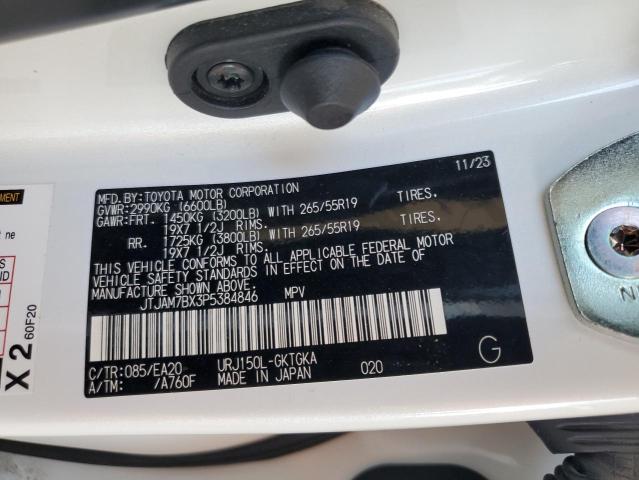 MFD. BY: TOYOTA MOTOR CORPORATION 11/23
GVWR: 2990KG (6600LB)
GAWR: FRT. 1450KG (3200LB) WITH 265/55R19 TIRES.
19X7 1/2J RIMS.
RR. 1725KG (3800LB) WITH 265/55R19 TIRES.
19X7 1/2J RIMS.
THIS VEHICLE CONFORMS TO ALL APPLICABLE FEDERAL MOTOR
VEHICLE SAFETY STANDARDS IN EFFECT ON THE DATE OF
MANUFACTURE SHOWN ABOVE.
JTJAM7BX3P5384846 MPV
C/TR: 085/EA20 URJ150L-GKTGKA
A/TM: /A760F MADE IN JAPAN 020
G
MENT
t ne
S
ND
X 2
60F20
N